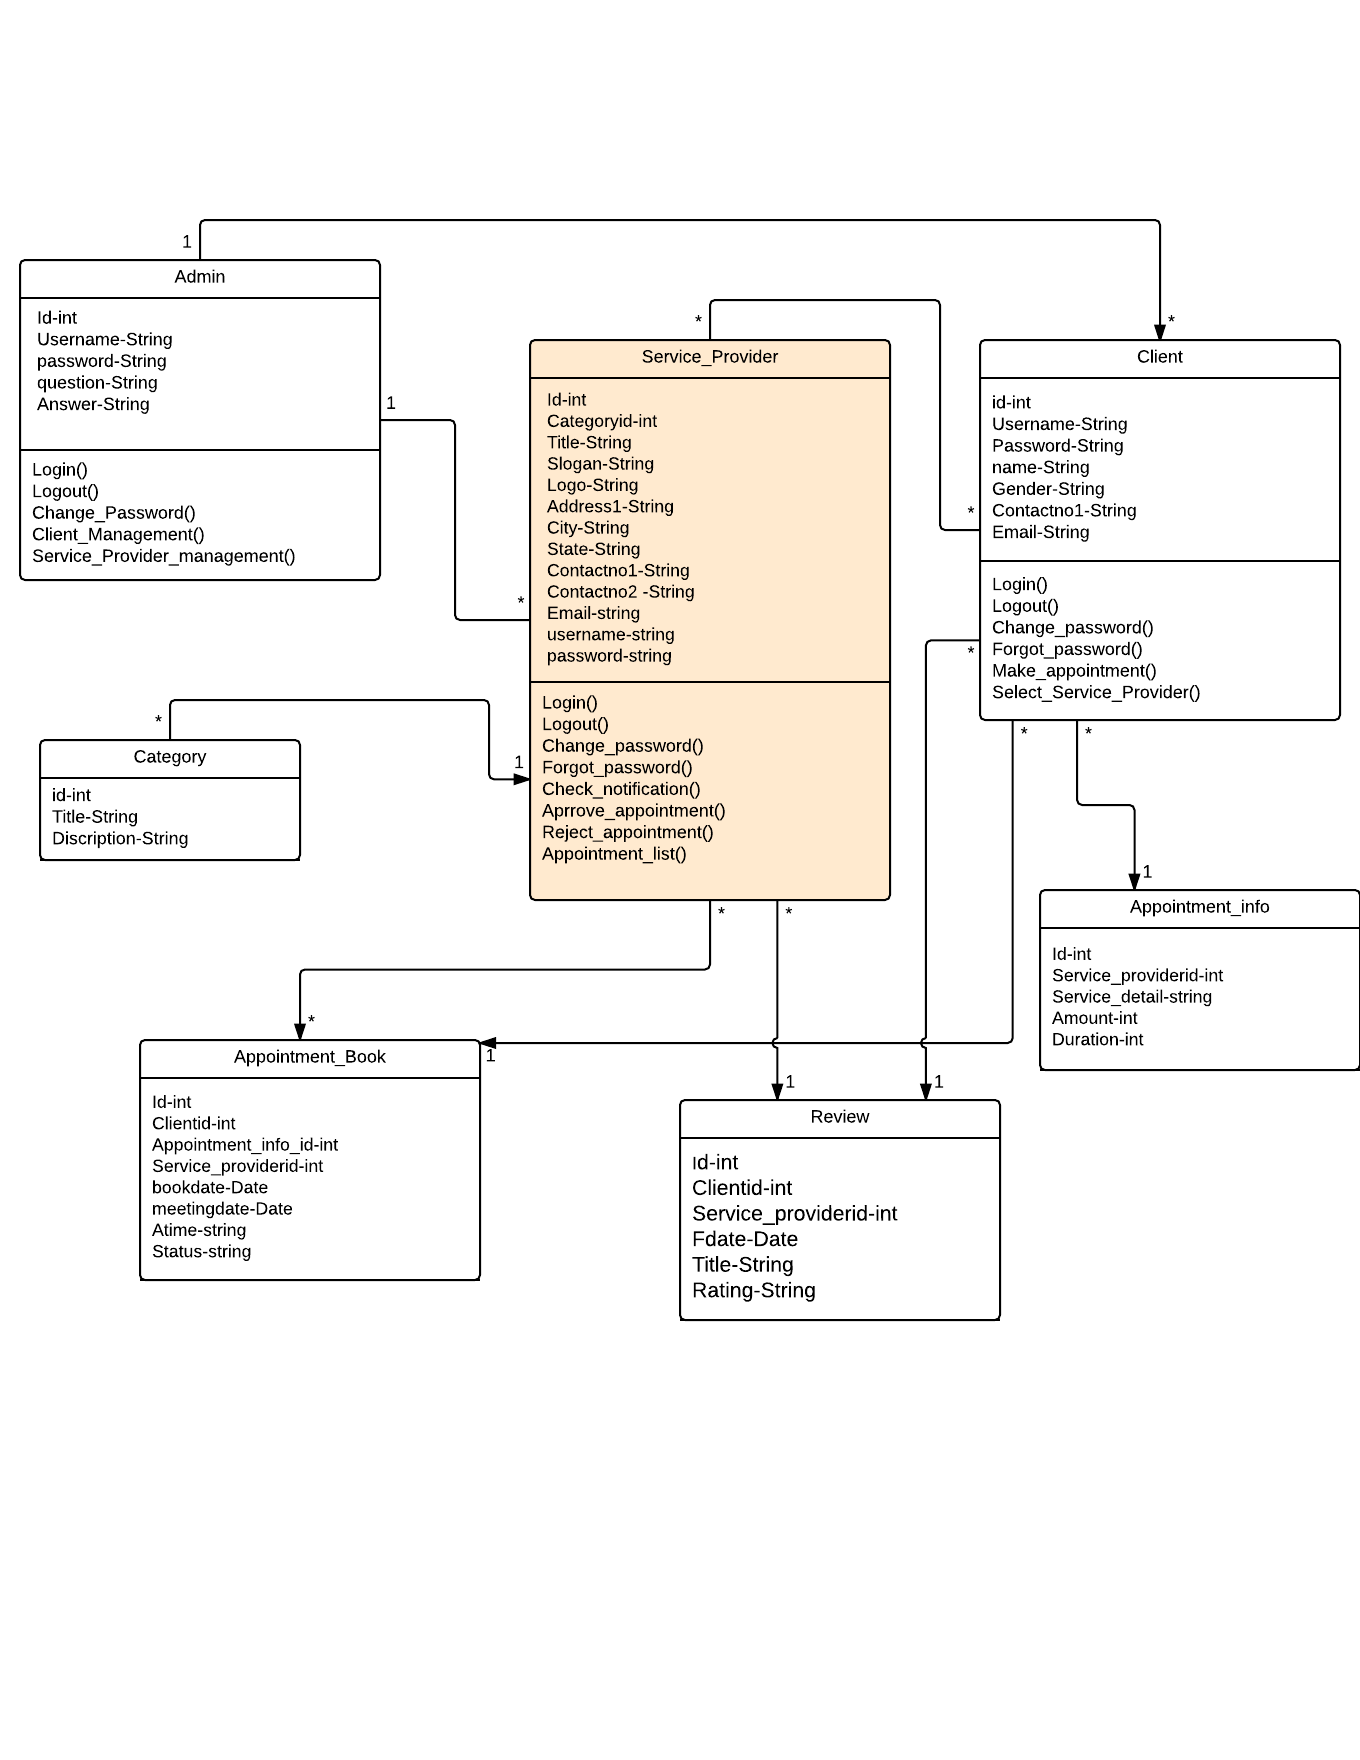 1
Admin
Id-int
Username-String
password-String
question-String
Answer-String
Login()
Logout()
Change_Password()
Client_Management()
Service_Provider_management()
1
*
*
Service_Provider
Id-int
Categoryid-int
Title-String
Slogan-String
Logo-String
Address1-String
City-String
State-String
Contactno1-String
Contactno2 -String
Email-string
username-string
password-string
Login()
Logout()
Change_password()
Forgot_password()
Check_notification()
Aprrove_appointment()
Reject_appointment()
Appointment_list()
*
Client
id-int
Username-String
Password-String
name-String
Gender-String
Contactno1-String
Email-String
Login()
Logout()
Change_password()
Forgot_password()
Make_appointment()
Select_Service_Provider()
*
*
*
*
*
Category
id-int
Title-String
Discription-String
1
1
Appointment_info
Id-int
Service_providerid-int
Service_detail-string
Amount-int
Duration-int
*
*
*
1
Appointment_Book
Id-int
Clientid-int
Appointment_info_id-int
Service_providerid-int
bookdate-Date
meetingdate-Date
Atime-string
Status-string
1
1
Review
Id-int
Clientid-int
Service_providerid-int
Fdate-Date
Title-String
Rating-String